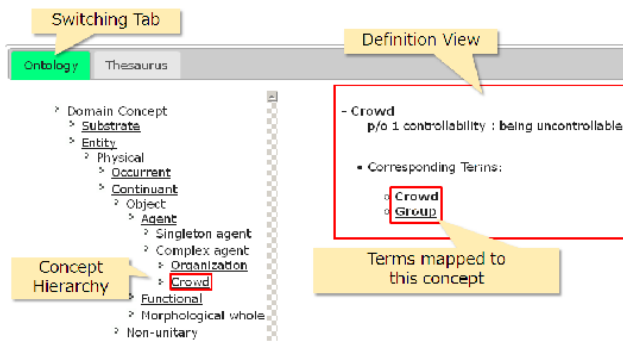 Switching Tab
Definition View
Ontology
Thesaurus
Domain Concept
Substrate
Entity
Physical
Occurrent
Continuant
Object
Agent
Singleton agent
Complex agent
Organization
Crowd
Functional
Morphological whole
Non-unitary
Concept
Hierarchy
- Crowd
p/o 1 controllability : being uncontrollable
• Corresponding Terms:
Crowd
Group
Terms mapped to
this concept